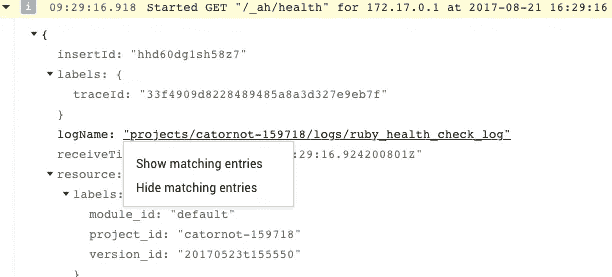 09:29:16.918 Started GET "/_ah/health" for 172.17.0.1 at 2017-08-21 16:29:16
{
insertId: "hhd60dg1sh58z7"
labels: {
traceId: "33f4909d8228489485a8a3d327e9eb7f"
}
logName: "projects/catornot-159718/logs/ruby_health_check_log"
receiveTi :29:16.924200801Z"
Show matching entries
resource:
Hide matching entries
labels:
module_id: "default"
project_id: "catornot-159718"
version_id: "20170523t155550"
}